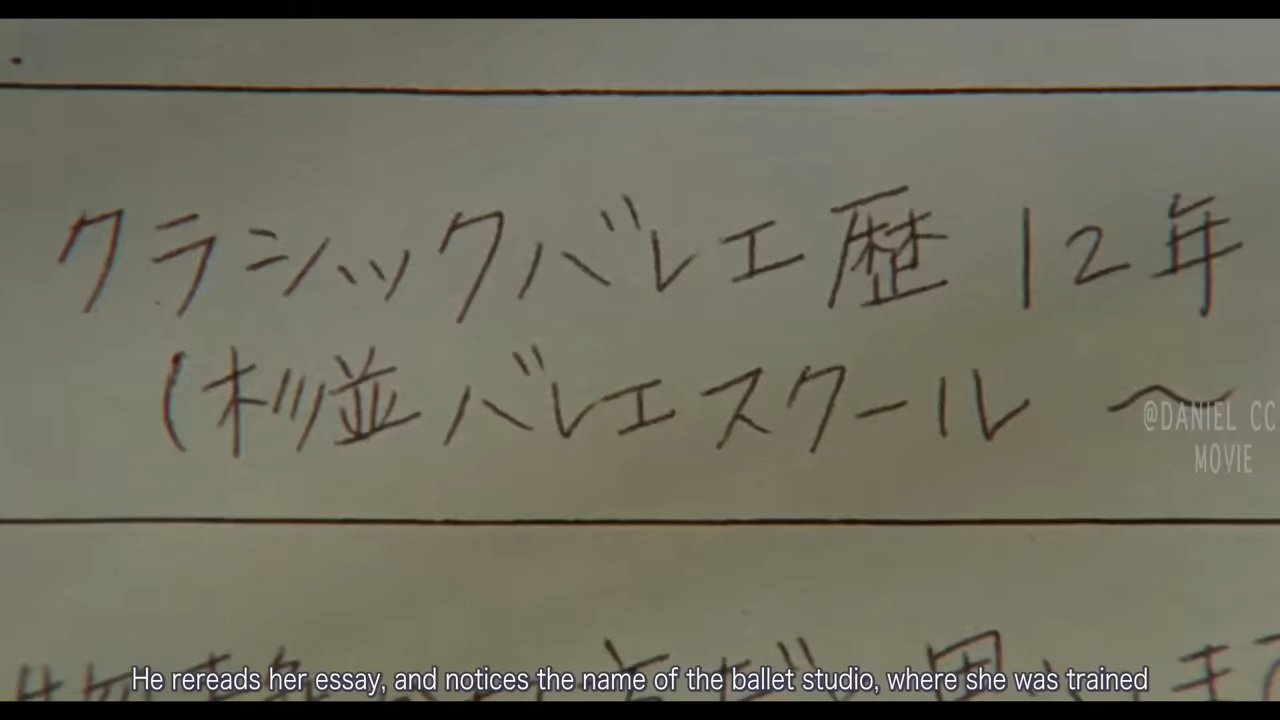 クラシックバレエ歴12年
(杉並バレエスクール 〜
@DANIEL CC
MOVIE
He rereads her essay, and notices the name of the ballet studio, where she was trained